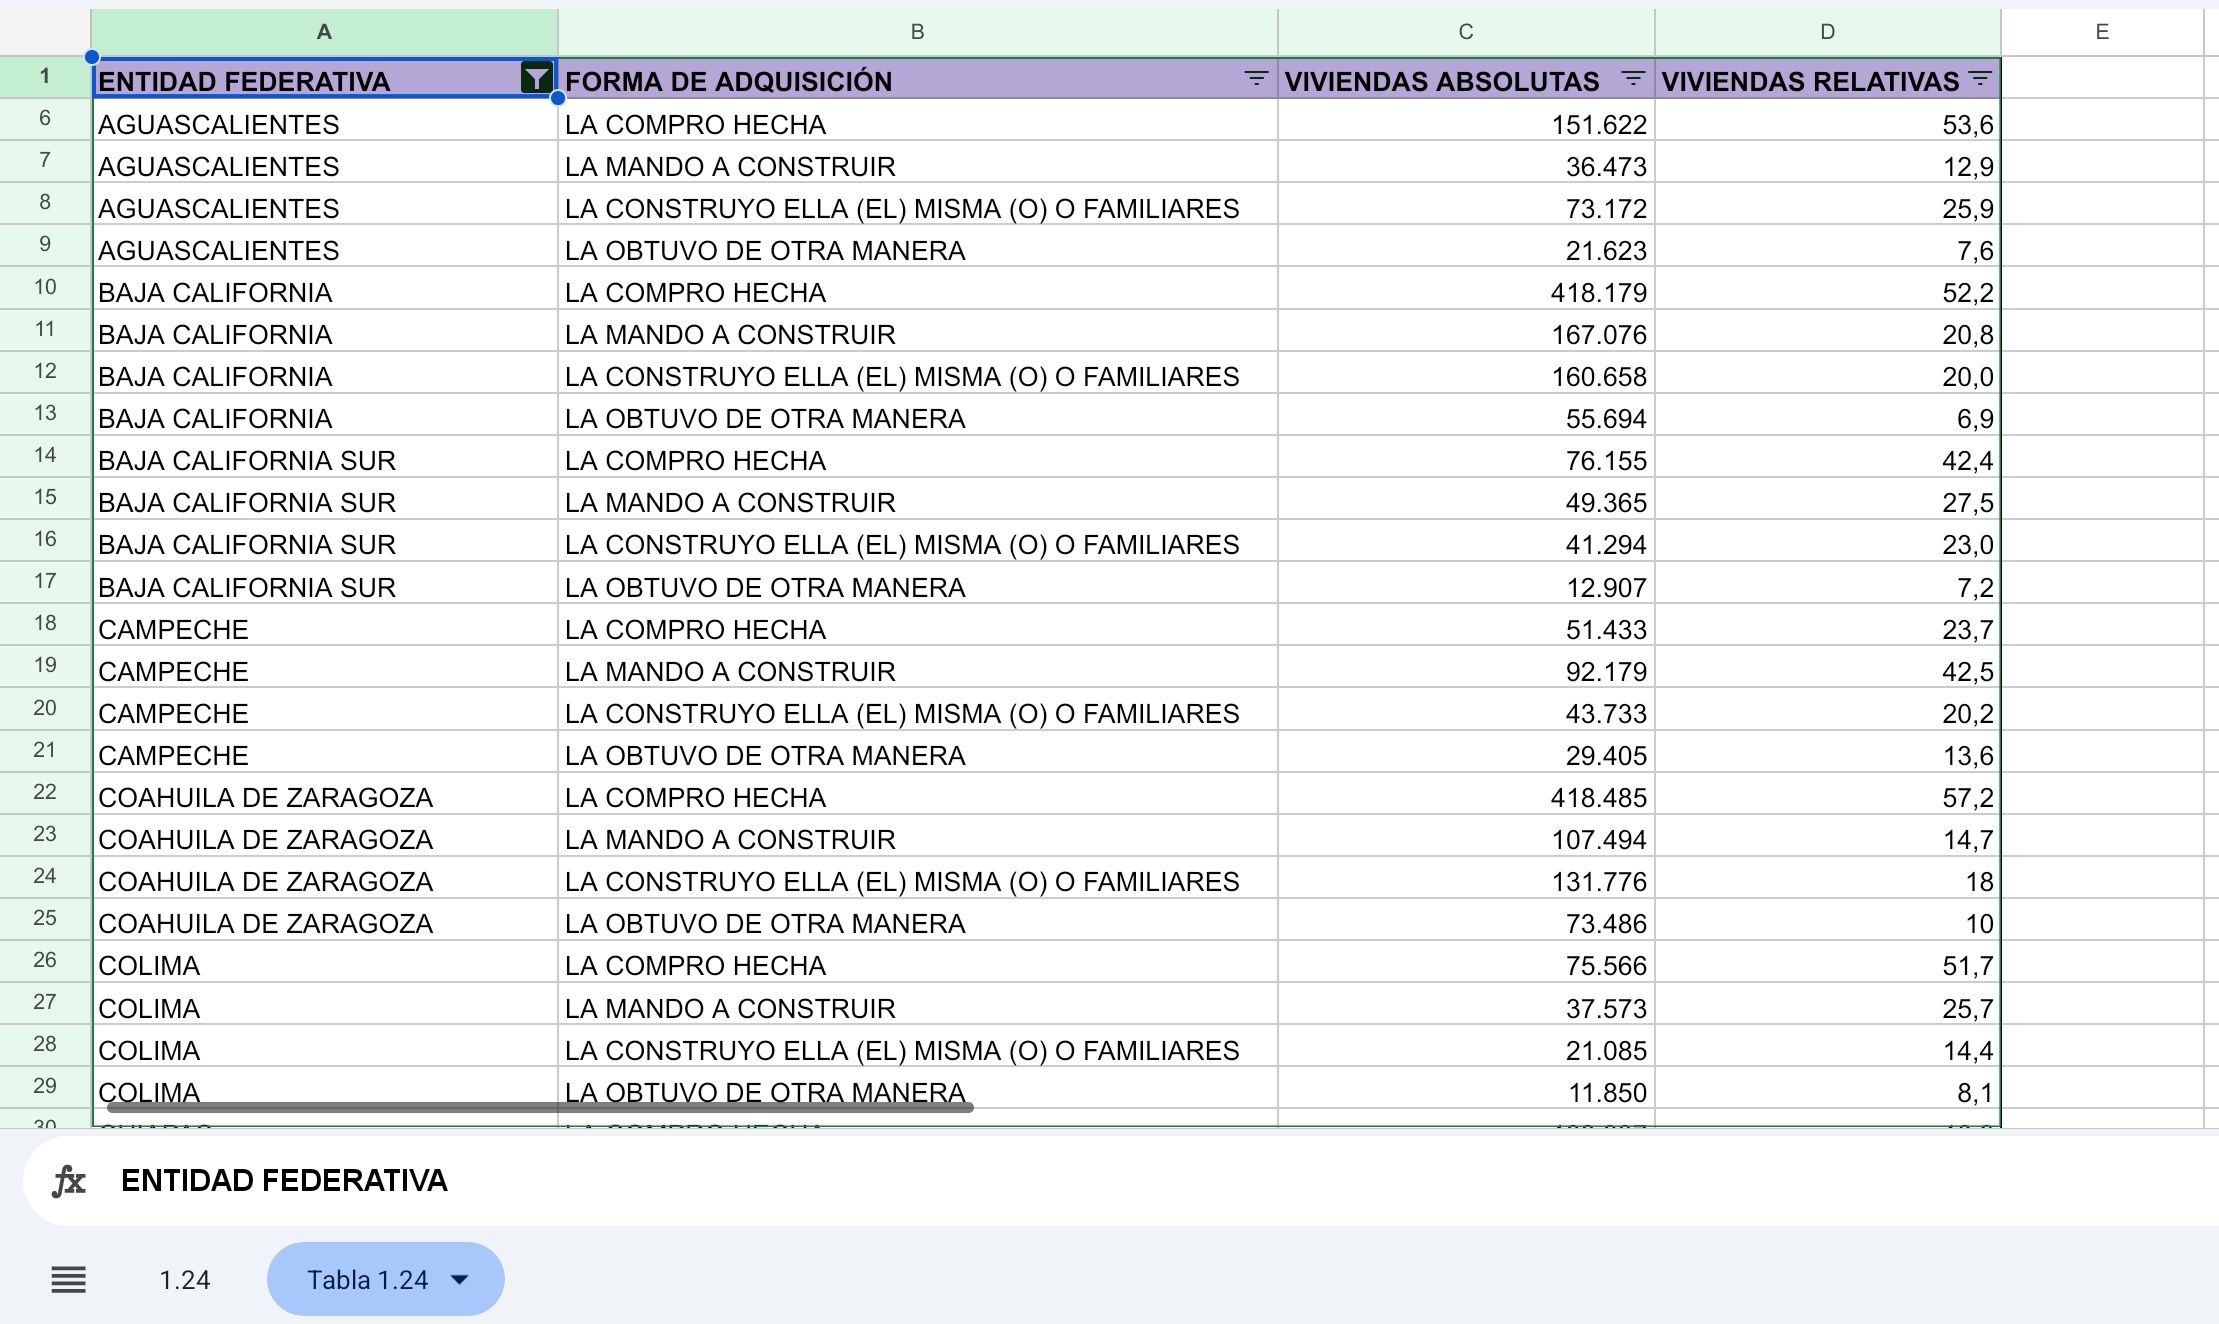 A B C D E
1 ENTIDAD FEDERATIVA FORMA DE ADQUISICIÓN VIVIENDAS ABSOLUTAS VIVIENDAS RELATIVAS
6 AGUASCALIENTES LA COMPRO HECHA 151.622 53,6
7 AGUASCALIENTES LA MANDO A CONSTRUIR 36.473 12,9
8 AGUASCALIENTES LA CONSTRUYO ELLA (EL) MISMA (O) O FAMILIARES 73.172 25,9
9 AGUASCALIENTES LA OBTUVO DE OTRA MANERA 21.623 7,6
10 BAJA CALIFORNIA LA COMPRO HECHA 418.179 52,2
11 BAJA CALIFORNIA LA MANDO A CONSTRUIR 167.076 20,8
12 BAJA CALIFORNIA LA CONSTRUYO ELLA (EL) MISMA (O) O FAMILIARES 160.658 20,0
13 BAJA CALIFORNIA LA OBTUVO DE OTRA MANERA 55.694 6,9
14 BAJA CALIFORNIA SUR LA COMPRO HECHA 76.155 42,4
15 BAJA CALIFORNIA SUR LA MANDO A CONSTRUIR 49.365 27,5
16 BAJA CALIFORNIA SUR LA CONSTRUYO ELLA (EL) MISMA (O) O FAMILIARES 41.294 23,0
17 BAJA CALIFORNIA SUR LA OBTUVO DE OTRA MANERA 12.907 7,2
18 CAMPECHE LA COMPRO HECHA 51.433 23,7
19 CAMPECHE LA MANDO A CONSTRUIR 92.179 42,5
20 CAMPECHE LA CONSTRUYO ELLA (EL) MISMA (O) O FAMILIARES 43.733 20,2
21 CAMPECHE LA OBTUVO DE OTRA MANERA 29.405 13,6
22 COAHUILA DE ZARAGOZA LA COMPRO HECHA 418.485 57,2
23 COAHUILA DE ZARAGOZA LA MANDO A CONSTRUIR 107.494 14,7
24 COAHUILA DE ZARAGOZA LA CONSTRUYO ELLA (EL) MISMA (O) O FAMILIARES 131.776 18
25 COAHUILA DE ZARAGOZA LA OBTUVO DE OTRA MANERA 73.486 10
26 COLIMA LA COMPRO HECHA 75.566 51,7
27 COLIMA LA MANDO A CONSTRUIR 37.573 25,7
28 COLIMA LA CONSTRUYO ELLA (EL) MISMA (O) O FAMILIARES 21.085 14,4
29 COLIMA LA OBTUVO DE OTRA MANERA 11.850 8,1
30 CHIAPAS LA COMPRO HECHA
fx ENTIDAD FEDERATIVA
1.24 Tabla 1.24